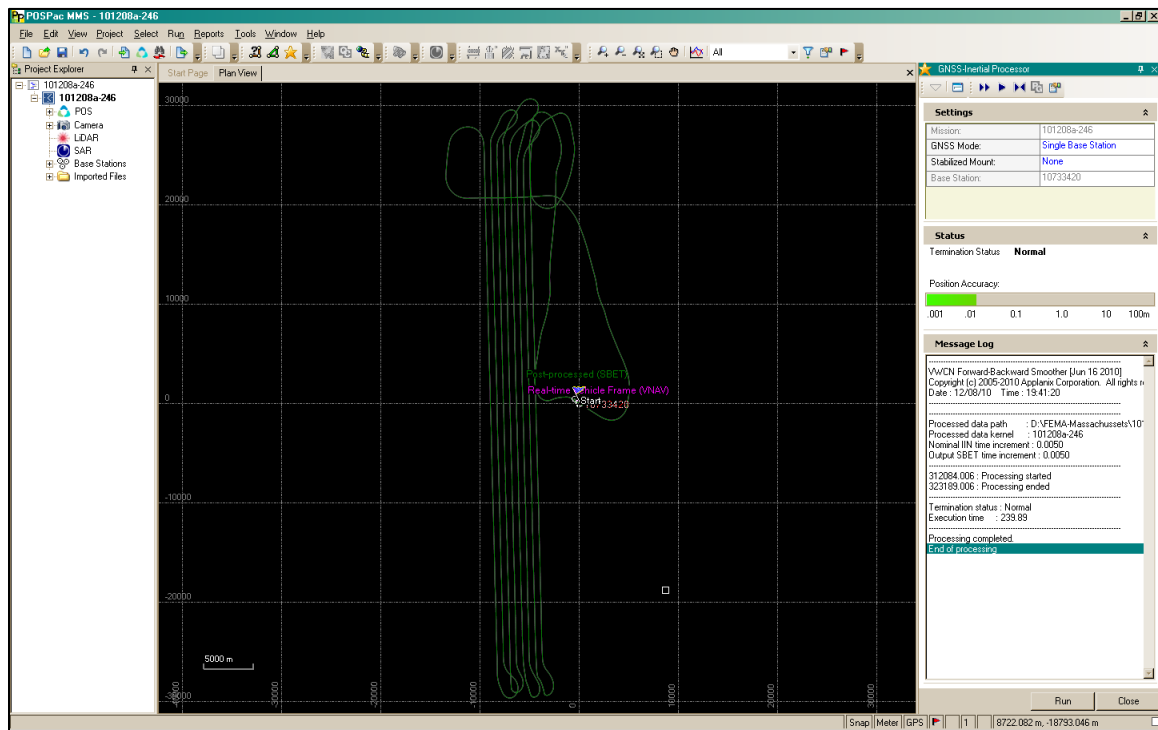 POSPac MMS - 101208a-246
File Edit View Project Select Run Reports Tools Window Help
All
Project Explorer
101208a-246
101208a-246
POS
Camera
LiDAR
SAR
Base Stations
Imported Files
Start Page Plan View
30000
20000
10000
0
-10000
-20000
-30000
-40000
-30000
-20000
-10000
0
10000
20000
30000
Post-processed (SBET)
Real-time Vehicle Frame (VNAV)
Start
10733420
5000 m
GNSS-Inertial Processor
Settings
Mission: 101208a-246
GNSS Mode: Single Base Station
Stabilized Mount: None
Base Station: 10733420
Status
Termination Status Normal
Position Accuracy:
.001 .01 0.1 1.0 10 100m
Message Log
VWCN Forward-Backward Smoother [Jun 16 2010]
Copyright (c) 2005-2010 Applanix Corporation. All rights r
Date : 12/08/10 Time : 19:41:20
Processed data path : D:\FEMA-Massachussets\101
Processed data kernel : 101208a-246
Nominal IIN time increment : 0.0050
Output SBET time increment : 0.0050
312084.006 : Processing started
323189.006 : Processing ended
Termination status : Normal
Execution time : 239.89
Processing completed.
End of processing
Run Close
Snap Meter GPS 1 8722.082 m, -18793.046 m